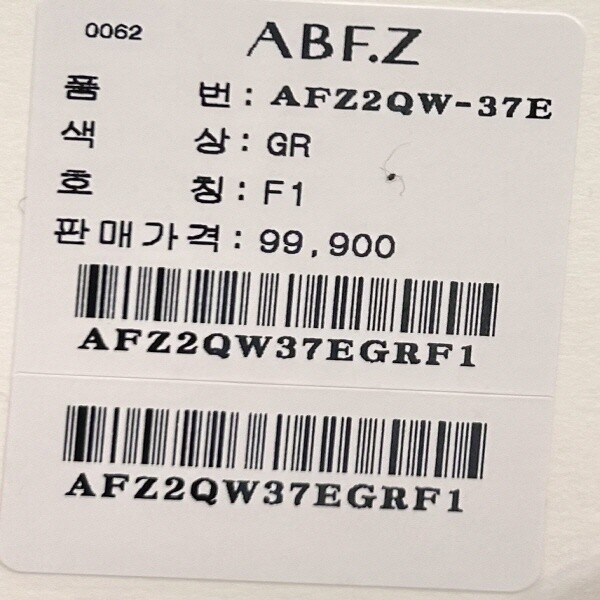 0062 ABF.Z
품 번 : AFZ2QW-37E
색 상 : GR
호 칭 : F1
판매가격 : 99,900
AFZ2QW37EGRF1
AFZ2QW37EGRF1